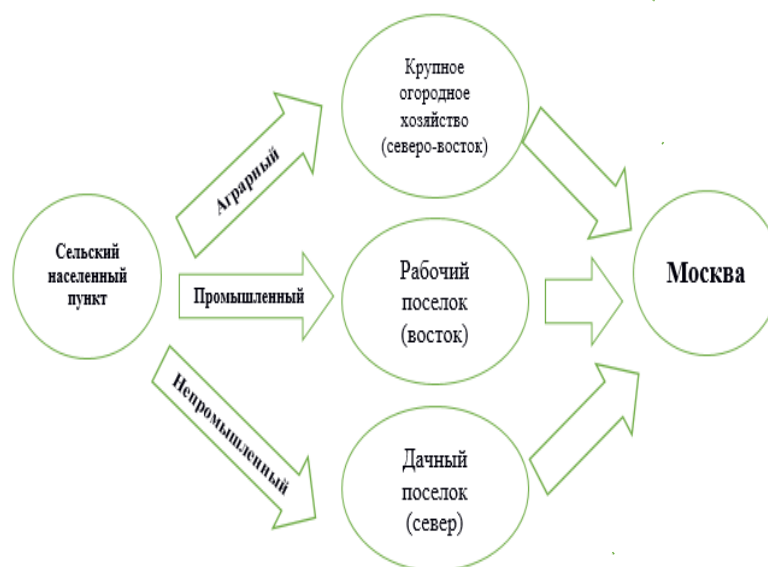 Сельский
населенный
пункт
Аграрный
Промышленный
Непромышленный
Крупное
огородное
хозяйство
(северо-восток)
Рабочий
поселок
(восток)
Дачный
поселок
(север)
Москва